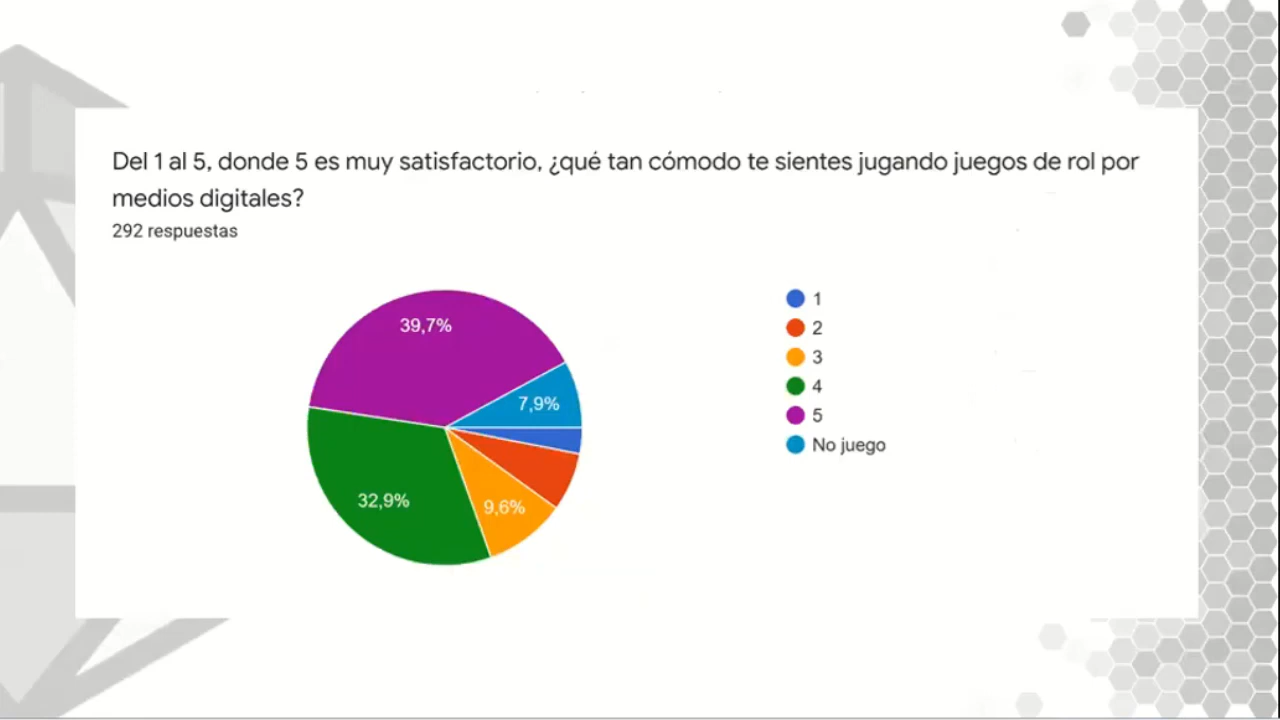 Del 1 al 5, donde 5 es muy satisfactorio, ¿qué tan cómodo te sientes jugando juegos de rol por
medios digitales?
292 respuestas
39,7%
7,9%
32,9%
9,6%
1
2
3
4
5
No juego